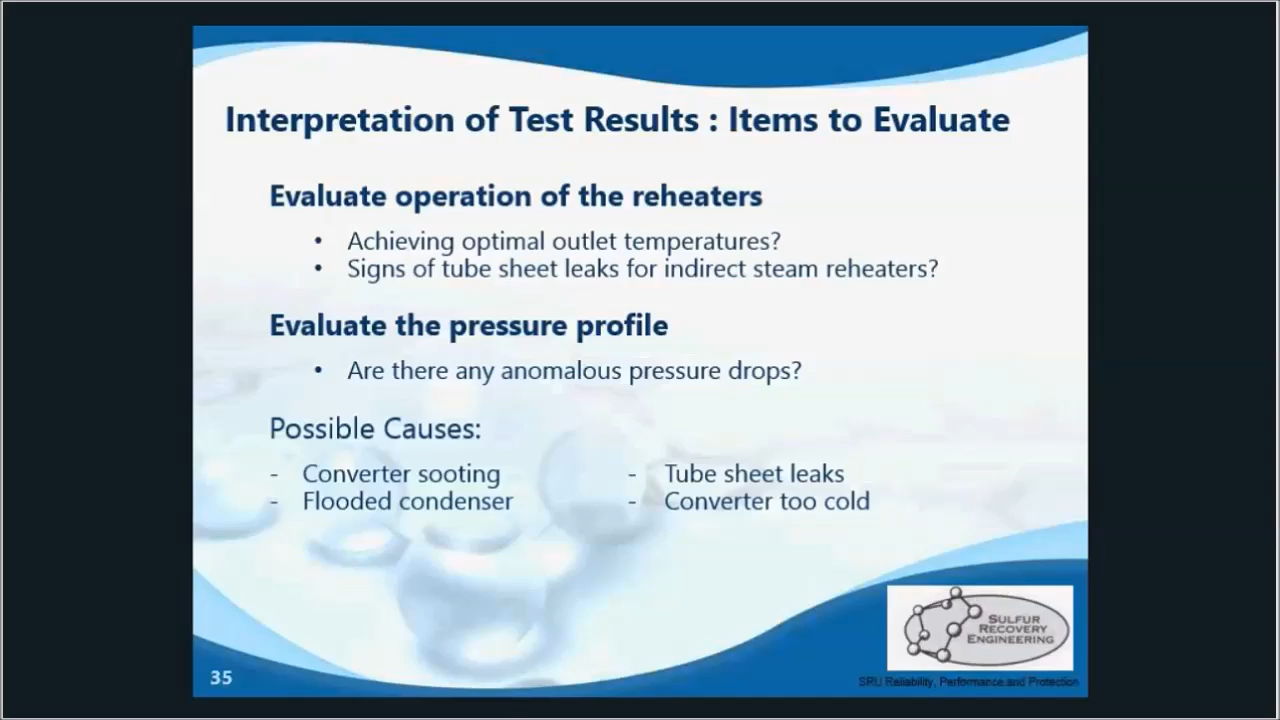 Interpretation of Test Results : Items to Evaluate
Evaluate operation of the reheaters
• Achieving optimal outlet temperatures?
• Signs of tube sheet leaks for indirect steam reheaters?
Evaluate the pressure profile
• Are there any anomalous pressure drops?
Possible Causes:
- Converter sooting
- Flooded condenser
- Tube sheet leaks
- Converter too cold
SULFUR
RECOVERY
ENGINEERING
SRU Reliability, Performance and Protection
35